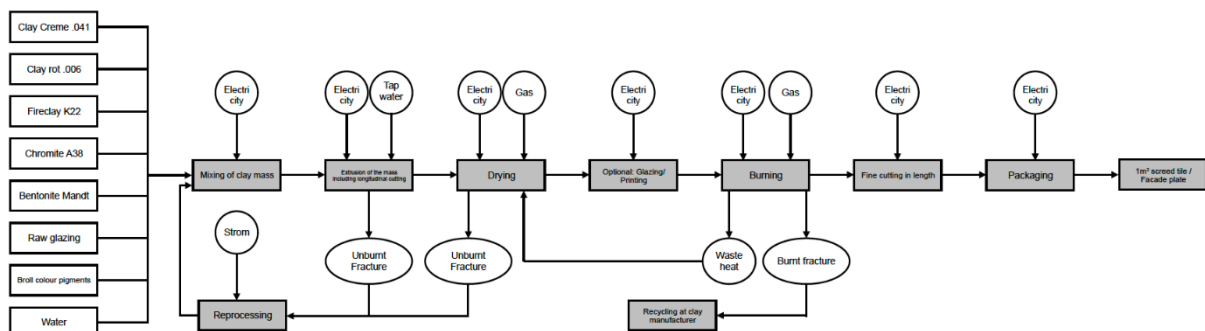 Clay Creme .041
Clay rot .006
Fireclay K22
Chromite A38
Bentonite Mandt
Raw glazing
Broll colour pigments
Water
Electri
city
Mixing of clay mass
Strom
Reprocessing
Electri
city
Tap
water
Extrusion of the mass
including longitudinal cutting
Unburnt
Fracture
Electri
city
Gas
Drying
Unburnt
Fracture
Electri
city
Optional: Glazing/
Printing
Electri
city
Gas
Burning
Waste
heat
Burnt fracture
Recycling at clay
manufacturer
Electri
city
Fine cutting in length
Electri
city
Packaging
1m² screed tile /
Facade plate